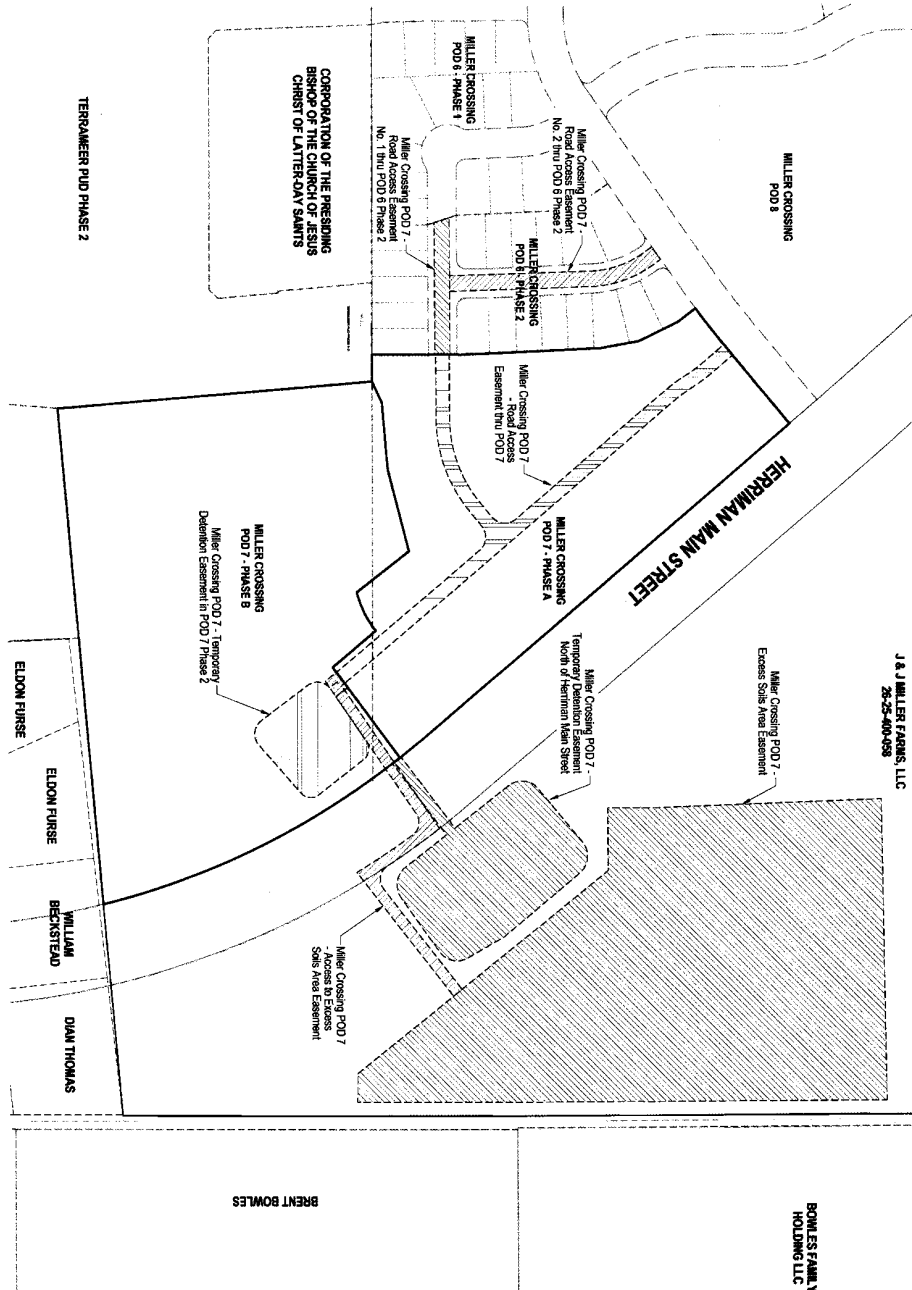 MILLER CROSSING
POD 8
MILLER CROSSING
POD 6 - PHASE 1
Miller Crossing POD 7 -
Road Access Easement
No. 2 thru POD 6 Phase 2
MILLER CROSSING
POD 6 - PHASE 2
Miller Crossing POD 7 -
Road Access Easement
No. 1 thru POD 6 Phase 2
CORPORATION OF THE PRESIDING
BISHOP OF THE CHURCH OF JESUS
CHRIST OF LATTER-DAY SAINTS
TERRAMEER PUD PHASE 2
HERRIMAN MAIN STREET
Miller Crossing POD 7
- Road Access
Easement thru POD 7
MILLER CROSSING
POD 7 - PHASE A
MILLER CROSSING
POD 7 - PHASE B
Miller Crossing POD 7 - Temporary
Detention Easement in POD 7 Phase 2
J & J MILLER FARMS, LLC
26-25-400-058
Miller Crossing POD 7 -
Excess Soils Area Easement
Miller Crossing POD 7 -
Temporary Detention Easement
North of Herriman Main Street
Miller Crossing POD 7
- Access to Excess
Soils Area Easement
ELDON FURSE
ELDON FURSE
WILLIAM
BECKSTEAD
DIAN THOMAS
BRENT BOWLES
BOWLES FAMILY
HOLDING LLC